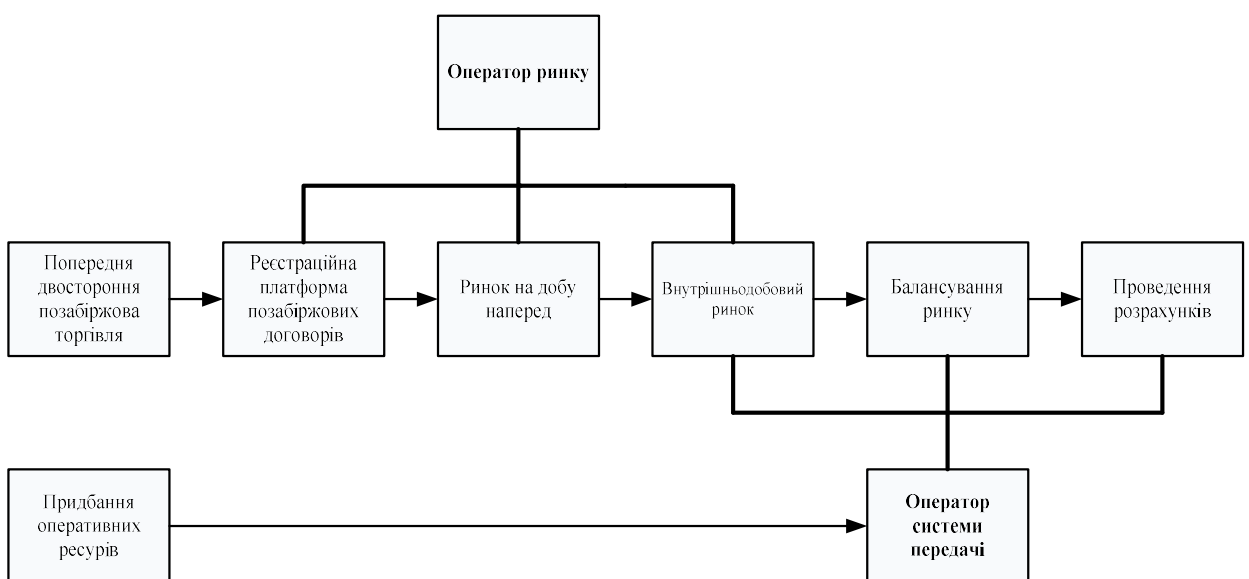 Оператор ринку
Попередня
двостороння
позабіржова
торгівля
Реєстраційна
платформа
позабіржових
договорів
Ринок на добу
наперед
Внутрішньодобовий
ринок
Балансування
ринку
Проведення
розрахунків
Придбання
оперативних
ресурів
Оператор
системи
передачі